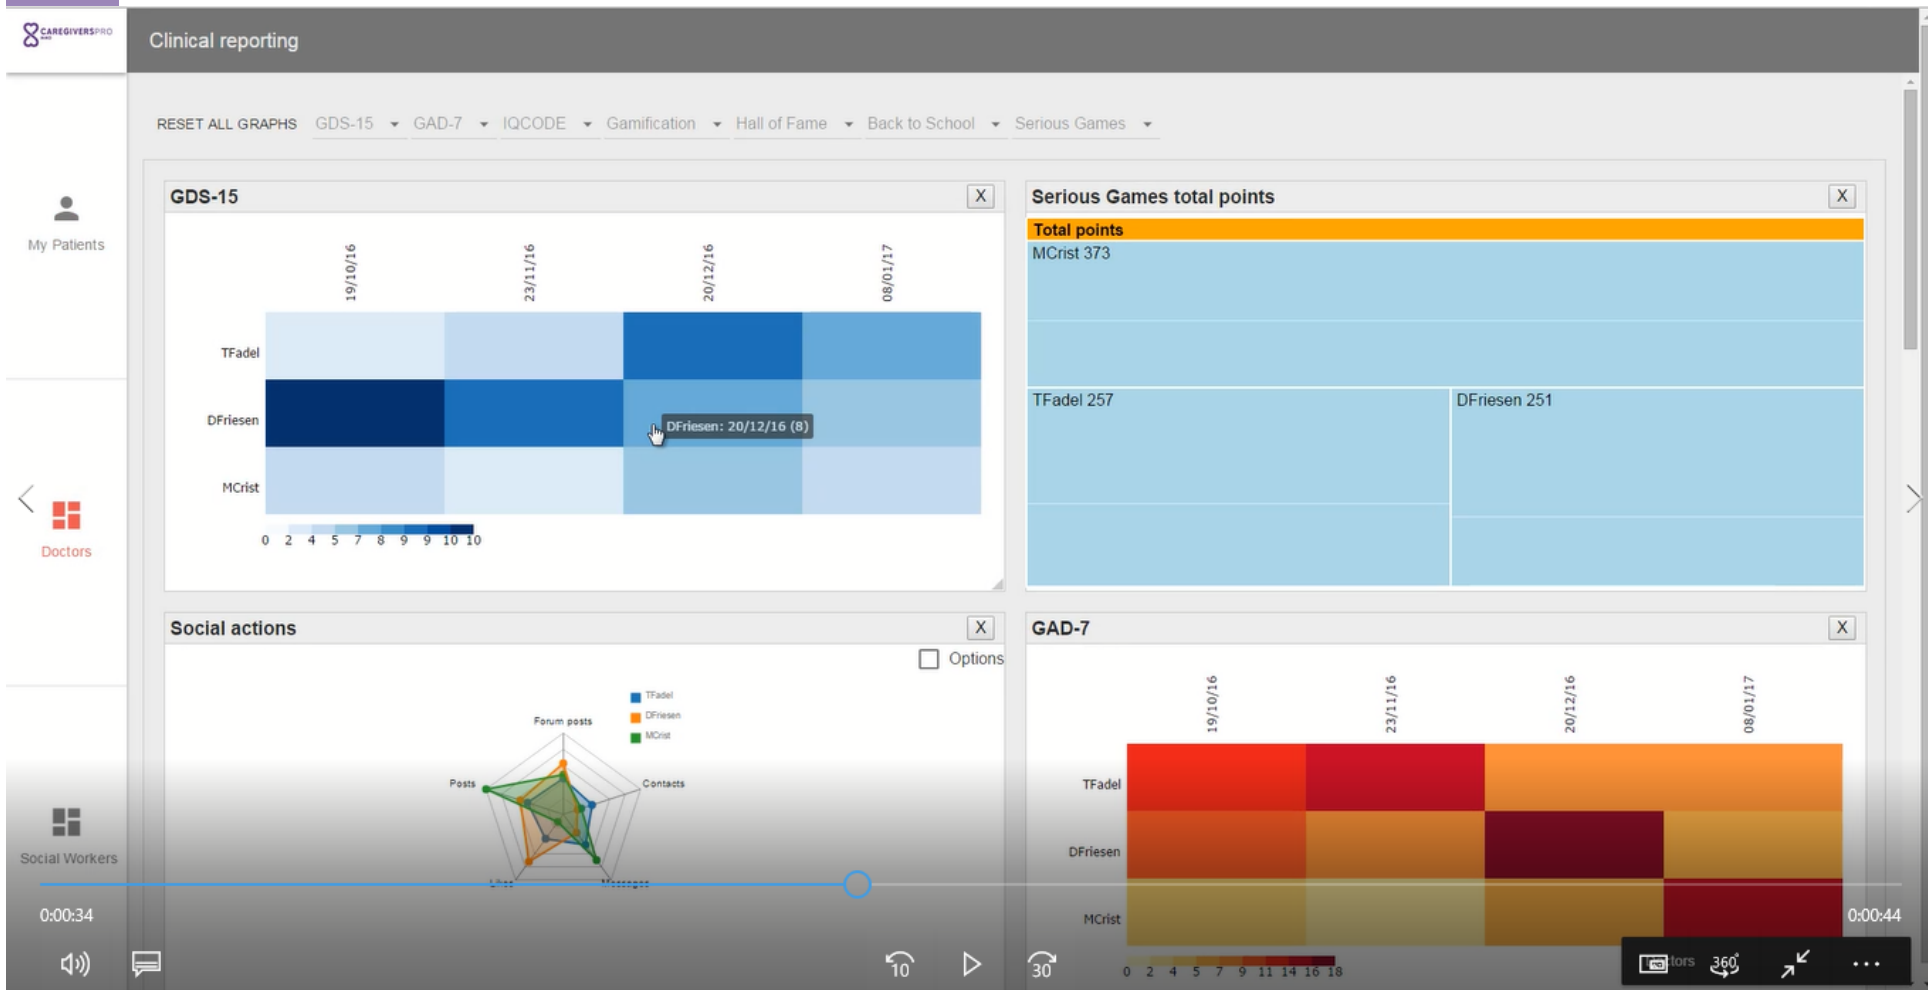 CAREGIVERSPRO
Clinical reporting
RESET ALL GRAPHS GDS-15 GAD-7 IQCODE Gamification Hall of Fame Back to School Serious Games
My Patients
Doctors
Social Workers
GDS-15 X
19/10/16 23/11/16 20/12/16 08/01/17
TFadel
DFriesen
DFriesen: 20/12/16 (8)
MCrist
0 2 4 5 7 8 9 9 10 10
Serious Games total points X
Total points
MCrist 373
TFadel 257
DFriesen 251
Social actions X
Options
TFadel
DFriesen
MCrist
Forum posts
Posts
Contacts
Likes
Messages
GAD-7 X
19/10/16 23/11/16 20/12/16 08/01/17
TFadel
DFriesen
MCrist
0 2 4 5 7 9 11 14 16 18
0:00:34
0:00:44
10
30
360°